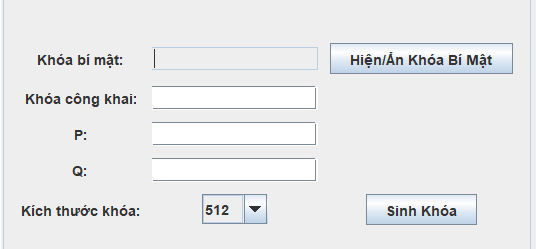 Khóa bí mật: Hiện/Ẩn Khóa Bí Mật
Khóa công khai:
P:
Q:
Kích thước khóa: 512 Sinh Khóa